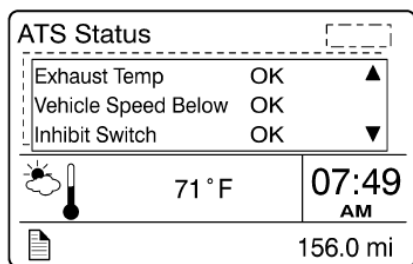 ATS Status
Exhaust Temp OK
Vehicle Speed Below OK
Inhibit Switch OK
71°F
07:49
AM
156.0 mi